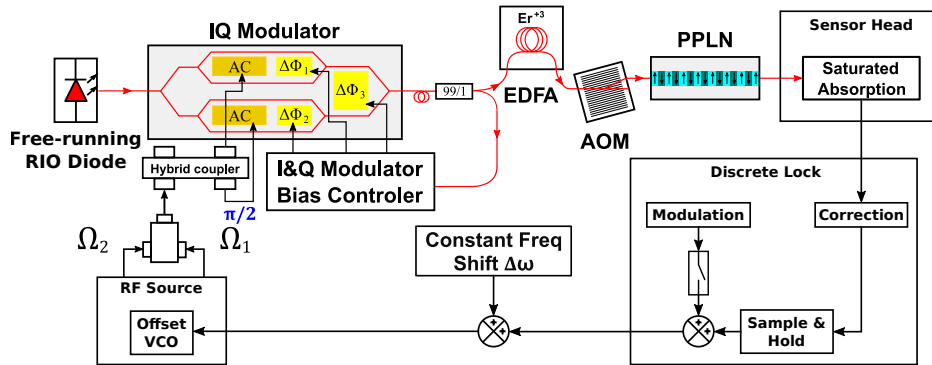 IQ Modulator
AC
ΔΦ1
ΔΦ3
AC
ΔΦ2
Free-running
RIO Diode
99/1
Er+3
EDFA
AOM
PPLN
Sensor Head
Saturated
Absorption
Hybrid coupler
π/2
I&Q Modulator
Bias Controler
Discrete Lock
Modulation
Correction
Sample &
Hold
Constant Freq
Shift Δω
Ω2
Ω1
RF Source
Offset
VCO